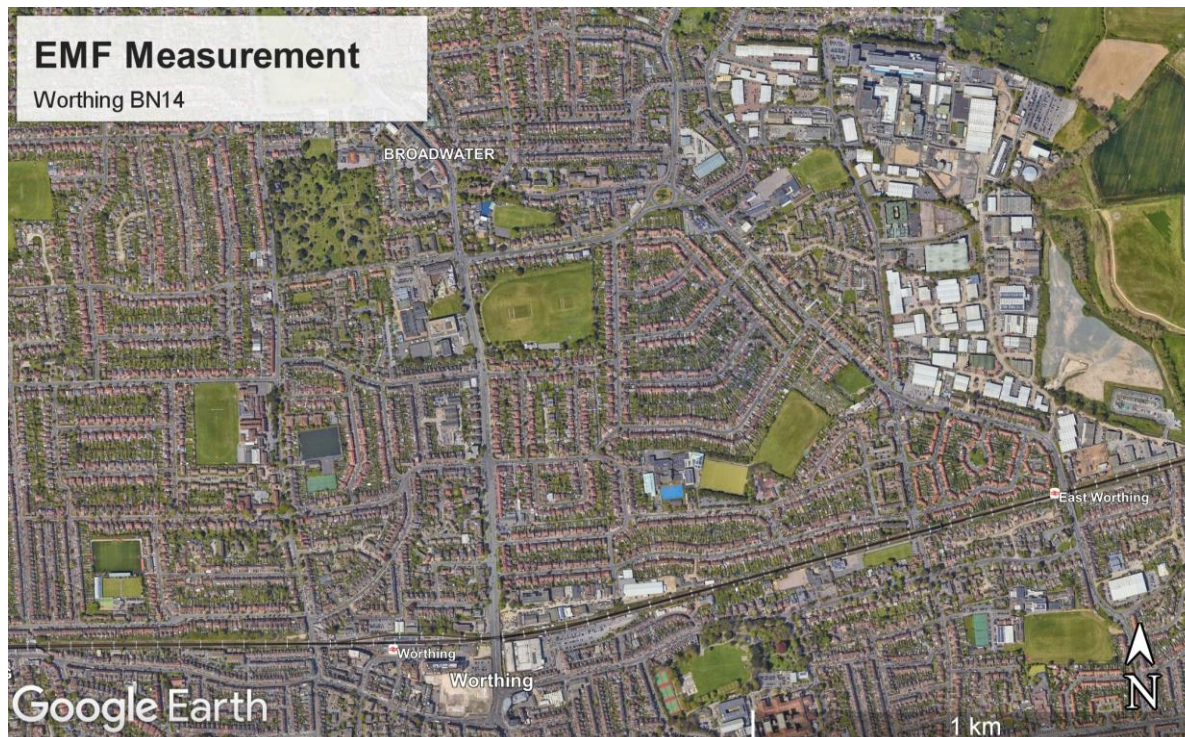 EMF Measurement
Worthing BN14
BROADWATER
East Worthing
Worthing
Worthing
Google Earth
1 km
N